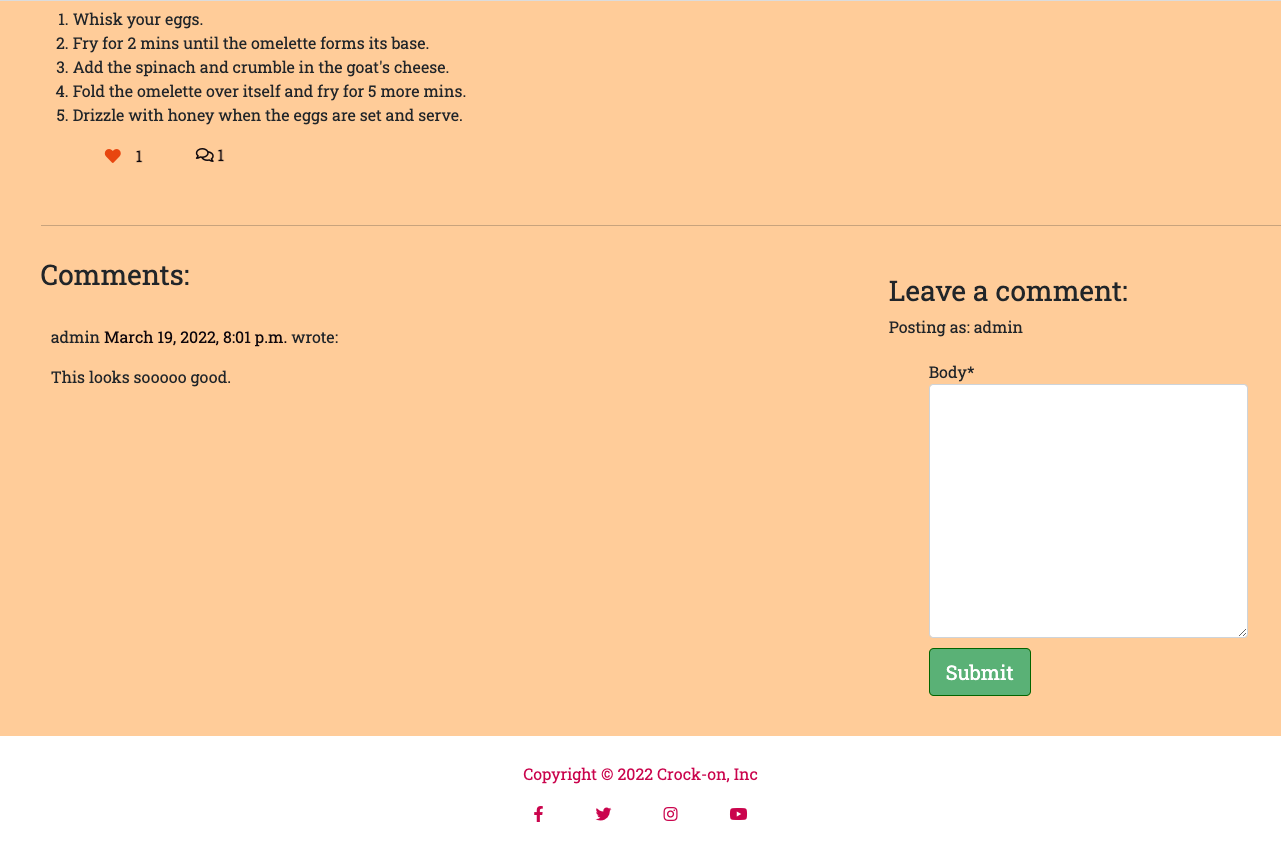 1. Whisk your eggs.
2. Fry for 2 mins until the omelette forms its base.
3. Add the spinach and crumble in the goat's cheese.
4. Fold the omelette over itself and fry for 5 more mins.
5. Drizzle with honey when the eggs are set and serve.
1 1
Comments:
admin March 19, 2022, 8:01 p.m. wrote:
This looks sooooo good.
Leave a comment:
Posting as: admin
Body*
Submit
Copyright © 2022 Crock-on, Inc